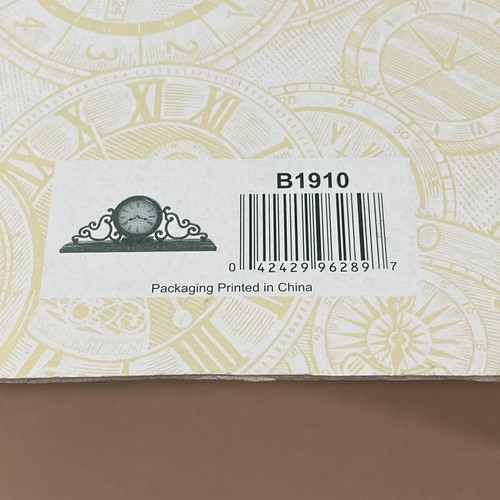 B1910
0 42429 96289 7
Packaging Printed in China